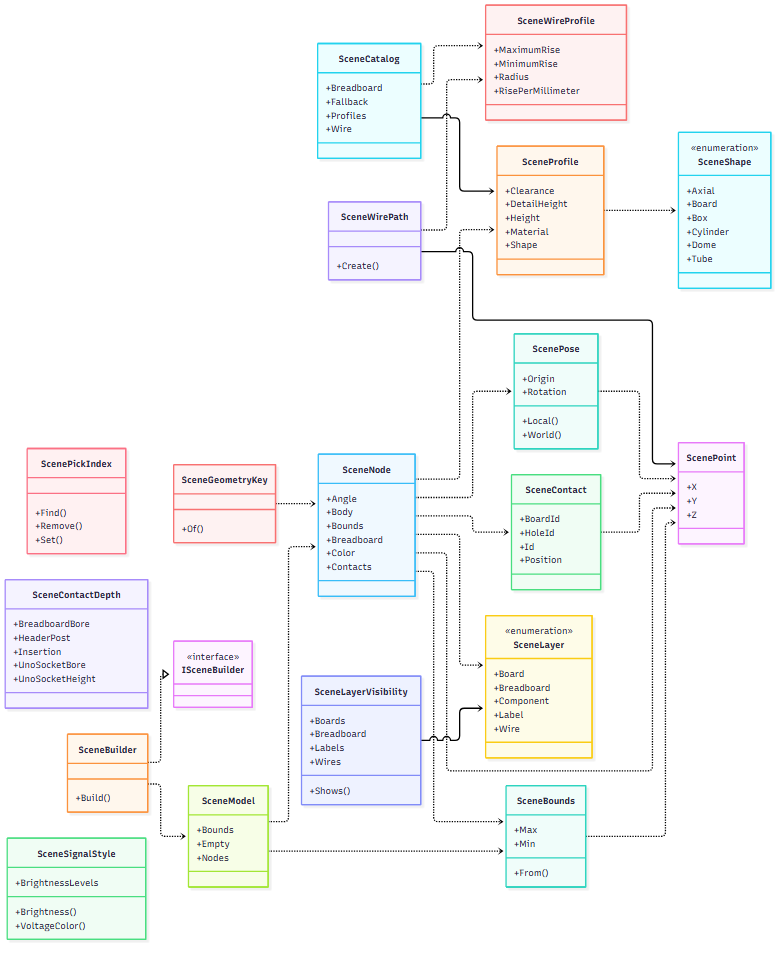 SceneWireProfile
+MaximumRise
+MinimumRise
+Radius
+RisePerMillimeter
SceneCatalog
+Breadboard
+Fallback
+Profiles
+Wire
SceneProfile
+Clearance
+DetailHeight
+Height
+Material
+Shape
«enumeration»
SceneShape
+Axial
+Board
+Box
+Cylinder
+Dome
+Tube
SceneWirePath
+Create()
ScenePose
+Origin
+Rotation
+Local()
+World()
ScenePoint
+X
+Y
+Z
ScenePickIndex
+Find()
+Remove()
+Set()
SceneGeometryKey
+Of()
SceneNode
+Angle
+Body
+Bounds
+Breadboard
+Color
+Contacts
SceneContact
+BoardId
+HoleId
+Id
+Position
SceneContactDepth
+BreadboardBore
+HeaderPost
+Insertion
+UnoSocketBore
+UnoSocketHeight
«interface»
ISceneBuilder
«enumeration»
SceneLayer
+Board
+Breadboard
+Component
+Label
+Wire
SceneLayerVisibility
+Boards
+Breadboard
+Labels
+Wires
+Shows()
SceneBuilder
+Build()
SceneModel
+Bounds
+Empty
+Nodes
SceneBounds
+Max
+Min
+From()
SceneSignalStyle
+BrightnessLevels
+Brightness()
+VoltageColor()